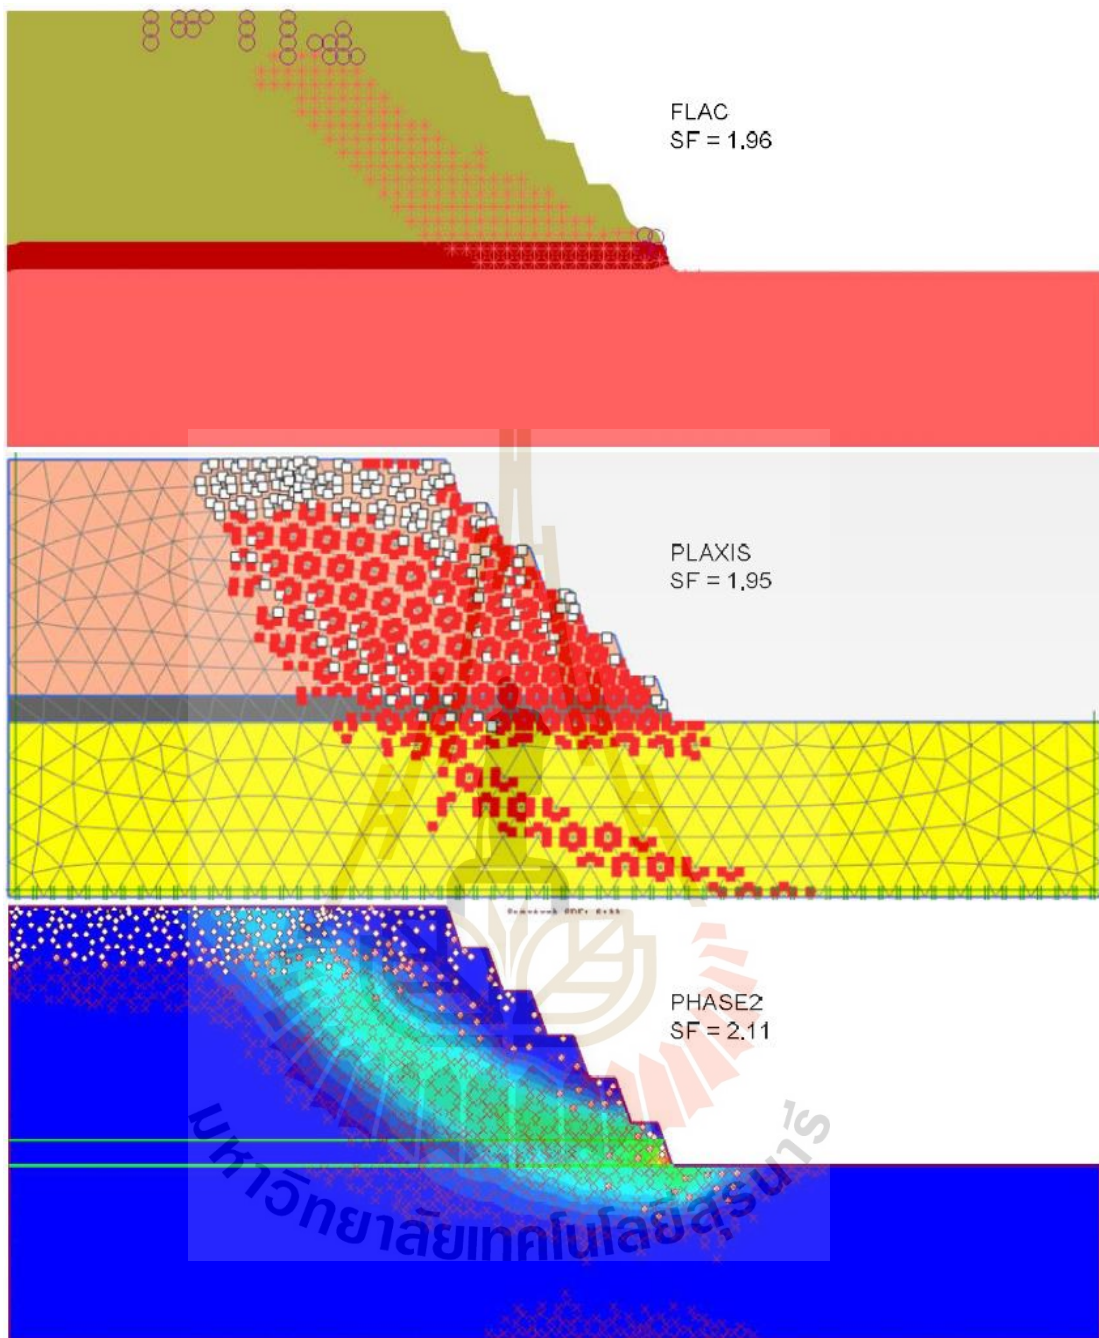 FLAC
SF = 1.96
PLAXIS
SF = 1.95
PHASE2
SF = 2.11
มหาวิทยาลัยเทคโนโลยีสุรนารี